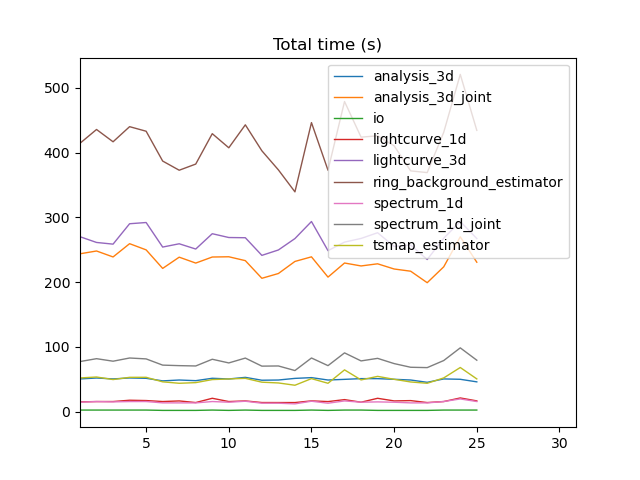 Total time (s)
500
400
300
200
100
0
analysis_3d
analysis_3d_joint
io
lightcurve_1d
lightcurve_3d
ring_background_estimator
spectrum_1d
spectrum_1d_joint
tsmap_estimator
5 10 15 20 25 30